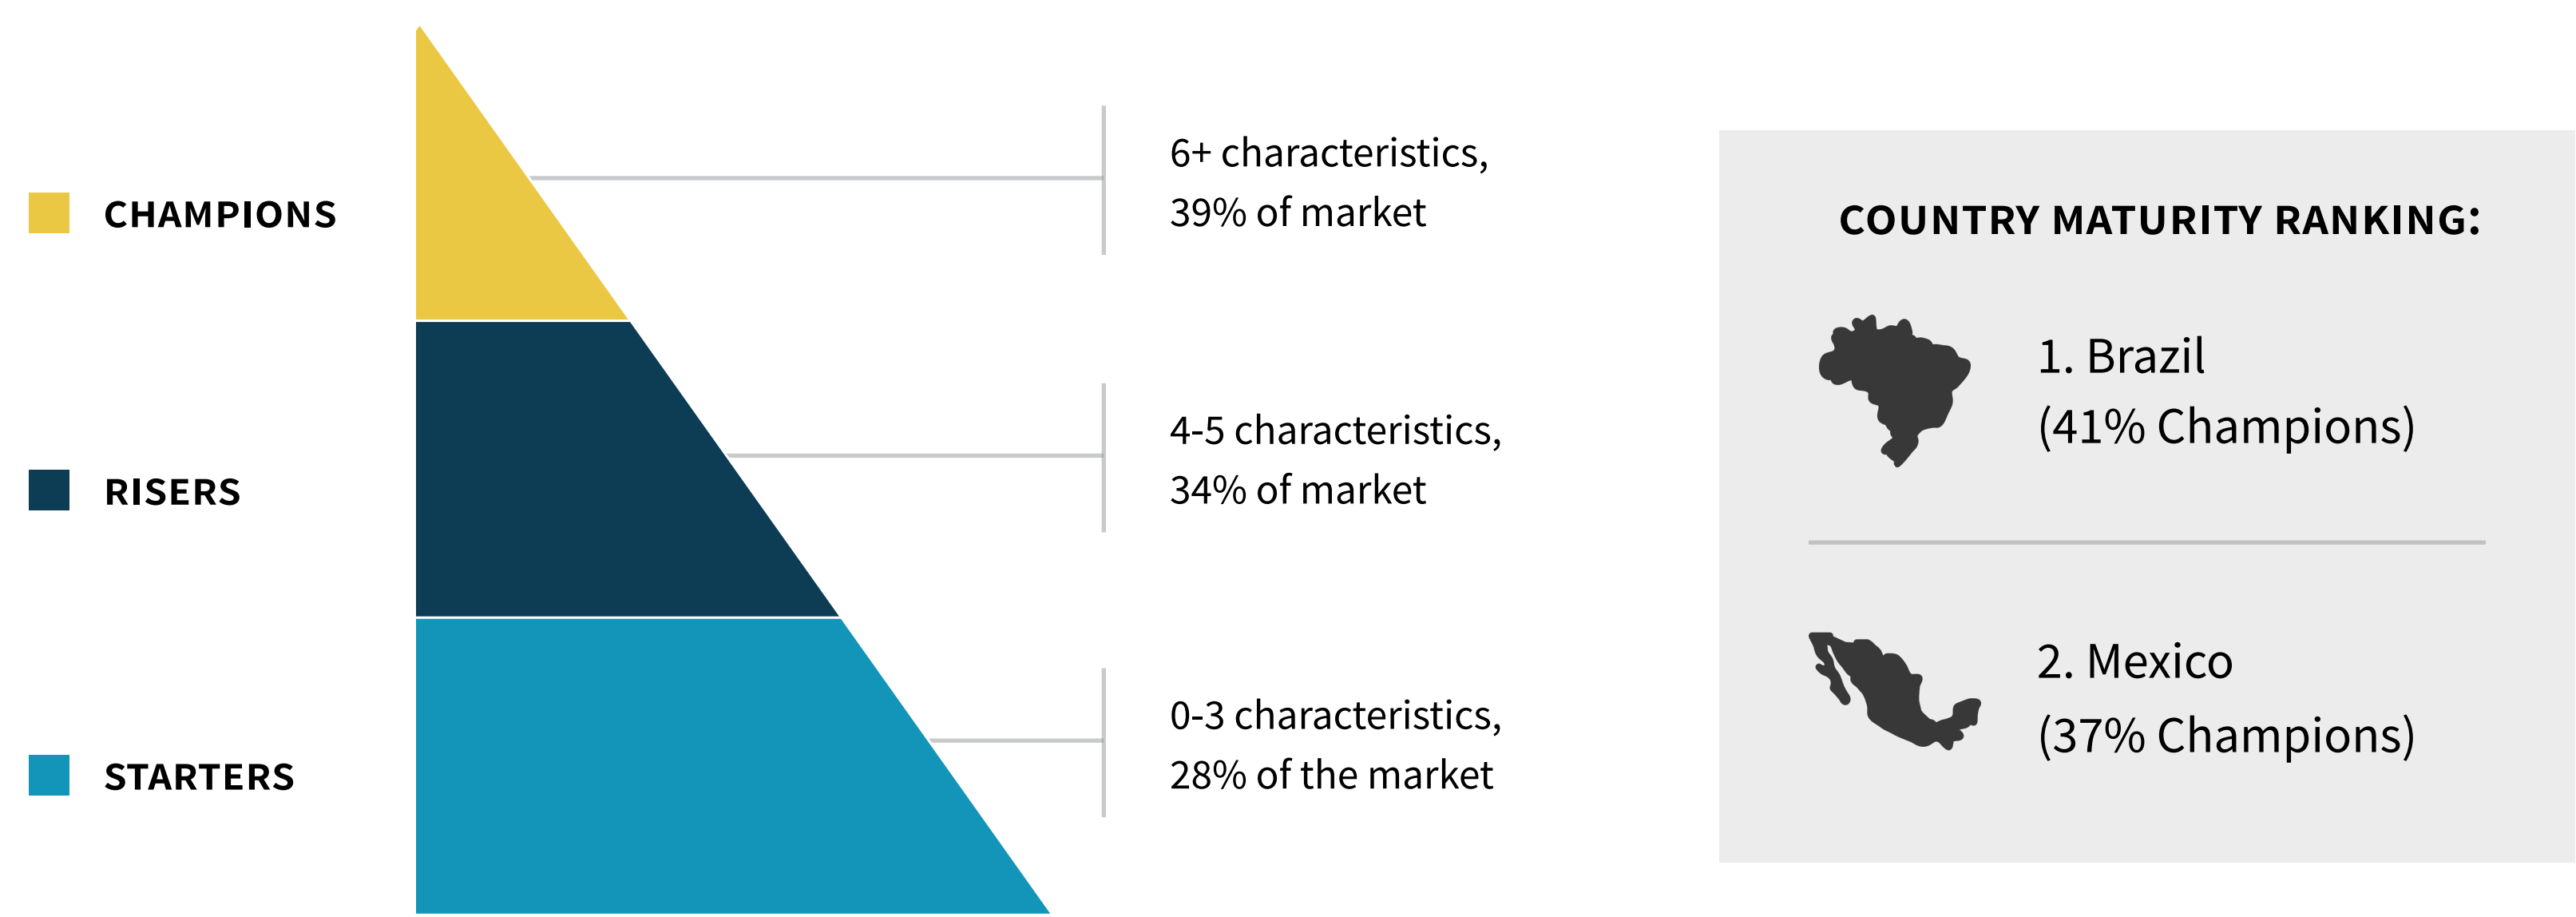 CHAMPIONS
6+ characteristics,
39% of market
RISERS
4-5 characteristics,
34% of market
STARTERS
0-3 characteristics,
28% of the market
COUNTRY MATURITY RANKING:
1. Brazil
(41% Champions)
2. Mexico
(37% Champions)